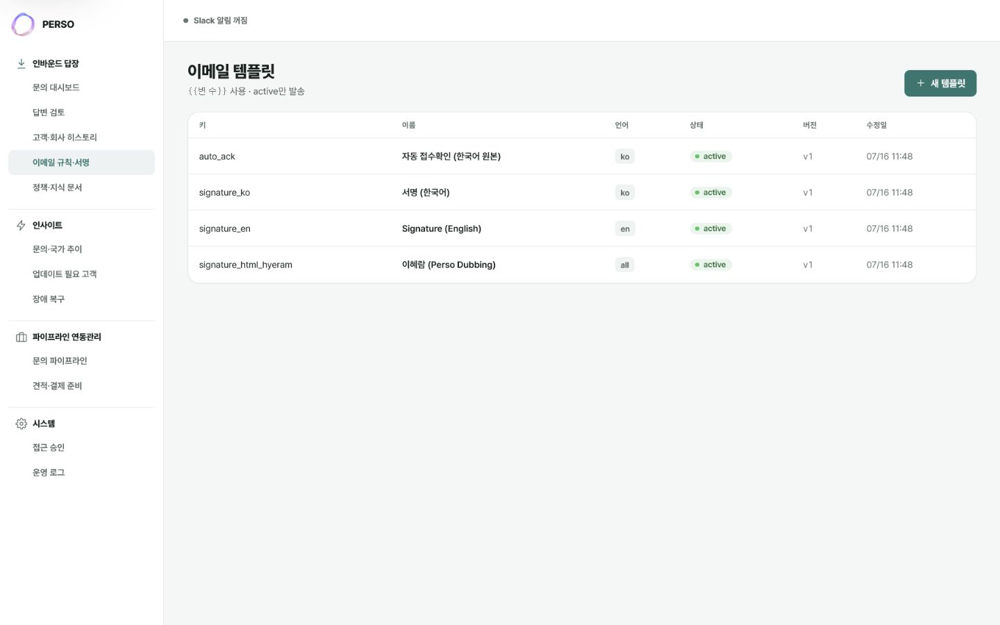 PERSO
인바운드 답장
문의 대시보드
답변 검토
고객·회사 히스토리
이메일 규칙·서명
정책·지식 문서
인사이트
문의·국가 추이
업데이트 필요 고객
장애 복구
파이프라인 연동관리
문의 파이프라인
견적·결제 준비
시스템
접근 승인
운영 로그
Slack 알림 꺼짐
이메일 템플릿
{{변수}} 사용 · active만 발송
+ 새 템플릿
키 이름 언어 상태 버전 수정일
auto_ack 자동 접수확인 (한국어 원본) ko active v1 07/16 11:48
signature_ko 서명 (한국어) ko active v1 07/16 11:48
signature_en Signature (English) en active v1 07/16 11:48
signature_html_hyeram 이혜람 (Perso Dubbing) all active v1 07/16 11:48